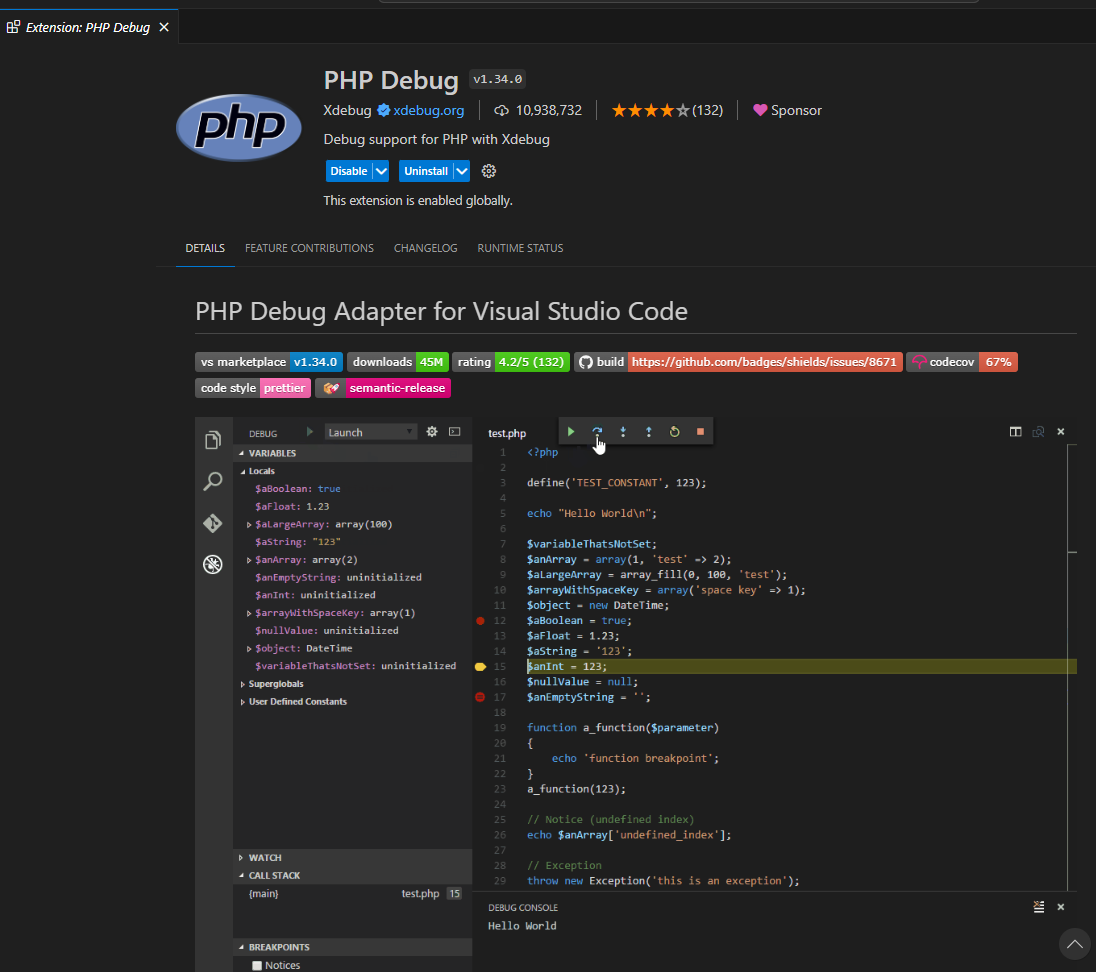 Extension: PHP Debug
php
PHP Debug v1.34.0
Xdebug xdebug.org 10,938,732 (132) Sponsor
Debug support for PHP with Xdebug
Disable Uninstall
This extension is enabled globally.
DETAILS FEATURE CONTRIBUTIONS CHANGELOG RUNTIME STATUS
PHP Debug Adapter for Visual Studio Code
vs marketplace v1.34.0 downloads 45M rating 4.2/5 (132) build https://github.com/badges/shields/issues/8671 codecov 67%
code style prettier semantic-release
DEBUG Launch
VARIABLES
Locals
$aBoolean: true
$aFloat: 1.23
$aLargeArray: array(100)
$aString: "123"
$anArray: array(2)
$anEmptyString: uninitialized
$anInt: uninitialized
$arrayWithSpaceKey: array(1)
$nullValue: uninitialized
$object: DateTime
$variableThatsNotSet: uninitialized
Superglobals
User Defined Constants
WATCH
CALL STACK
{main} test.php 15
BREAKPOINTS
Notices
test.php
1 <?php
2
3 define('TEST_CONSTANT', 123);
4
5 echo "Hello World\n";
6
7 $variableThatsNotSet;
8 $anArray = array(1, 'test' => 2);
9 $aLargeArray = array_fill(0, 100, 'test');
10 $arrayWithSpaceKey = array('space key' => 1);
11 $object = new DateTime;
12 $aBoolean = true;
13 $aFloat = 1.23;
14 $aString = '123';
15 $anInt = 123;
16 $nullValue = null;
17 $anEmptyString = '';
18
19 function a_function($parameter)
20 {
21 echo 'function breakpoint';
22 }
23 a_function(123);
24
25 // Notice (undefined index)
26 echo $anArray['undefined_index'];
27
28 // Exception
29 throw new Exception('this is an exception');
DEBUG CONSOLE
Hello World